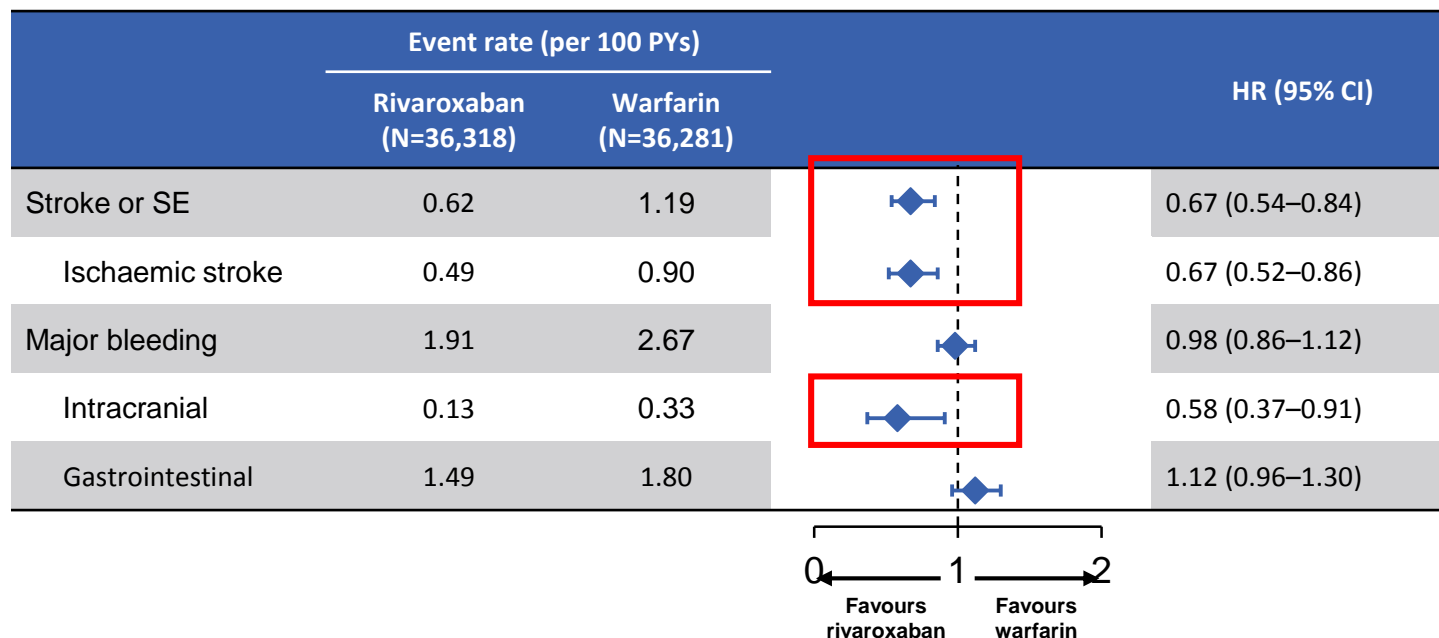 Event rate (per 100 PYs)
HR (95% CI)
Rivaroxaban
(N=36,318)
Warfarin
(N=36,281)
Stroke or SE 0.62 1.19 0.67 (0.54–0.84)
Ischaemic stroke 0.49 0.90 0.67 (0.52–0.86)
Major bleeding 1.91 2.67 0.98 (0.86–1.12)
Intracranial 0.13 0.33 0.58 (0.37–0.91)
Gastrointestinal 1.49 1.80 1.12 (0.96–1.30)
0 1 2
Favours
rivaroxaban
Favours
warfarin